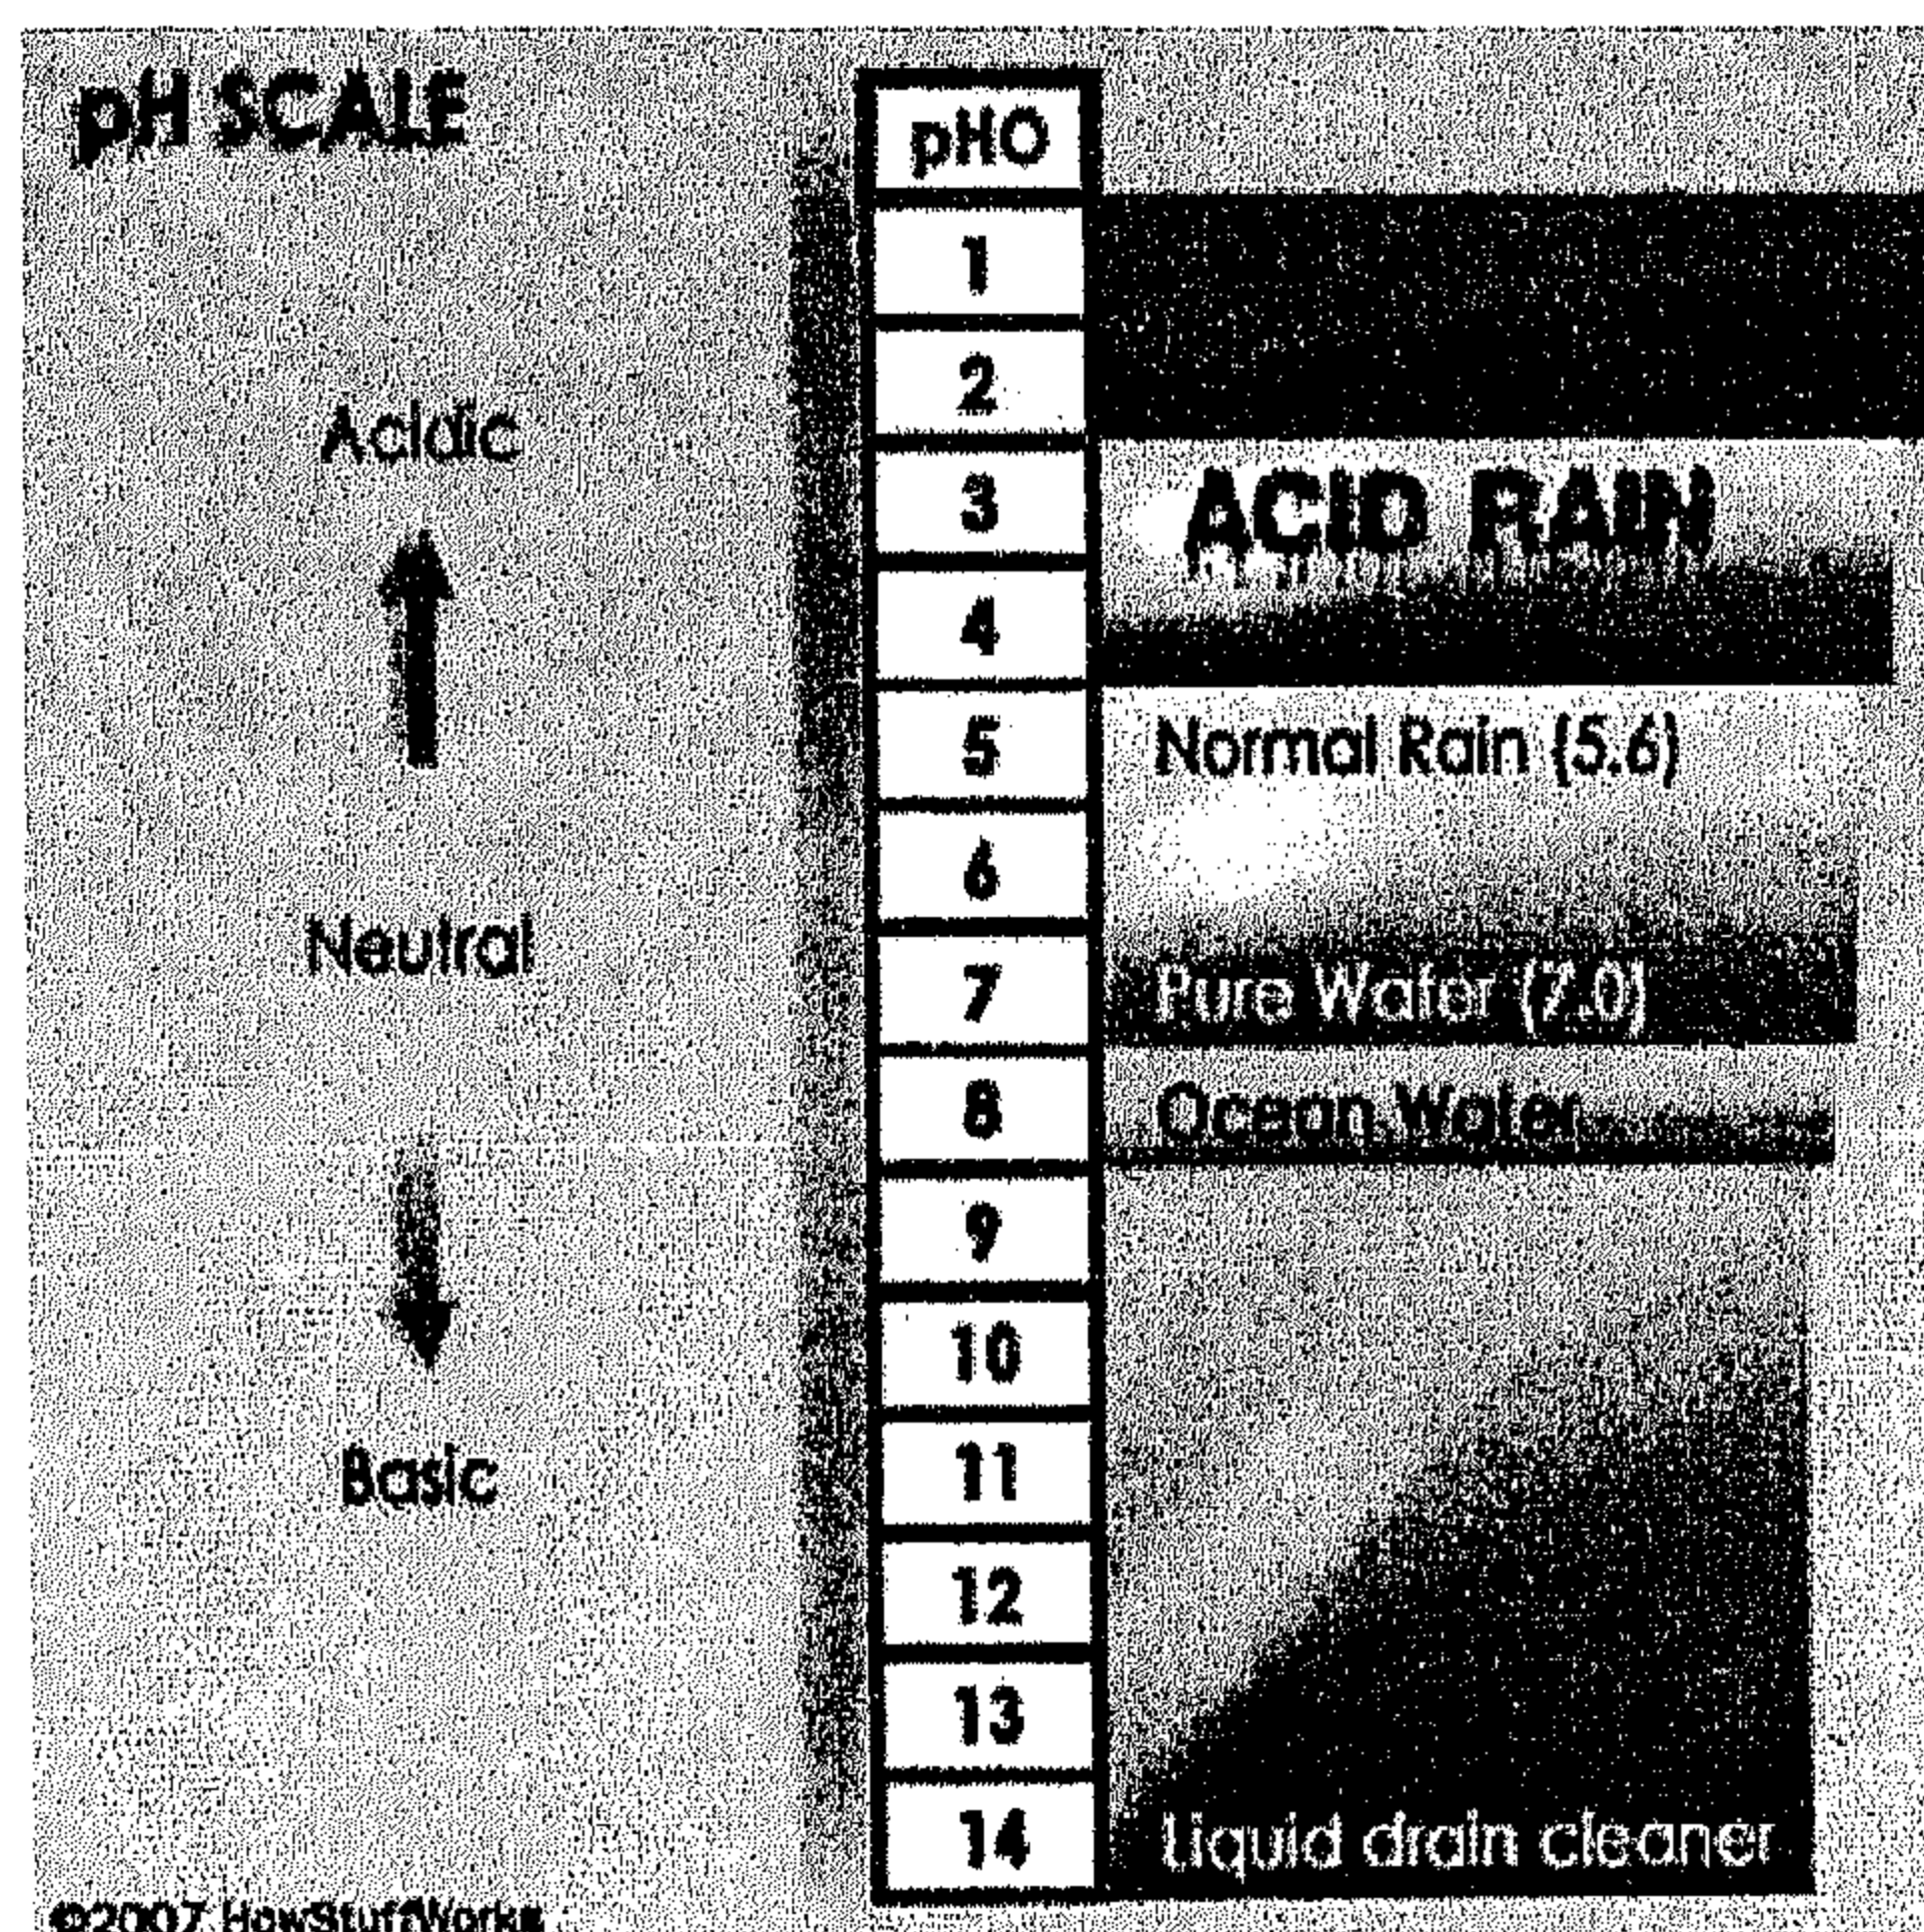 pH SCALE
pHO
1
2
Acidic
3
ACID RAIN
4
5
Normal Rain (5.6)
6
Neutral
7
Pure Water (7.0)
8
Ocean Water
9
10
11
Basic
12
13
14
Liquid drain cleaner
©2007 HowStuffWorks